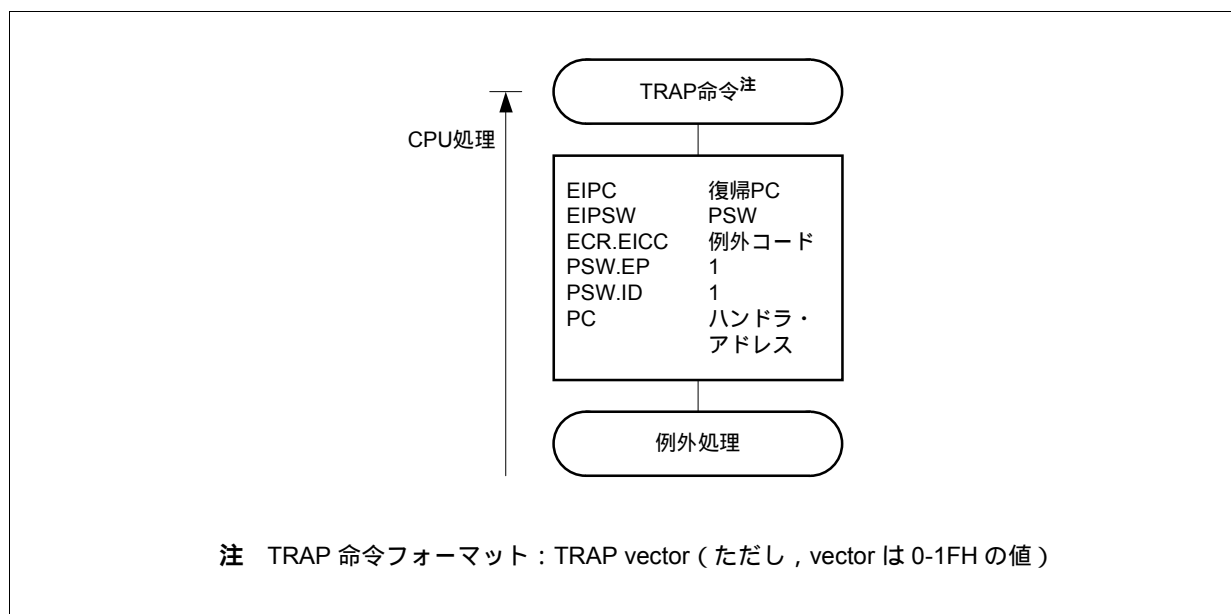 TRAP命令注
CPU処理
EIPC 復帰PC
EIPSW PSW
ECR.EICC 例外コード
PSW.EP 1
PSW.ID 1
PC ハンドラ・
アドレス
例外処理
注 TRAP 命令フォーマット：TRAP vector（ただし，vector は 0-1FH の値）